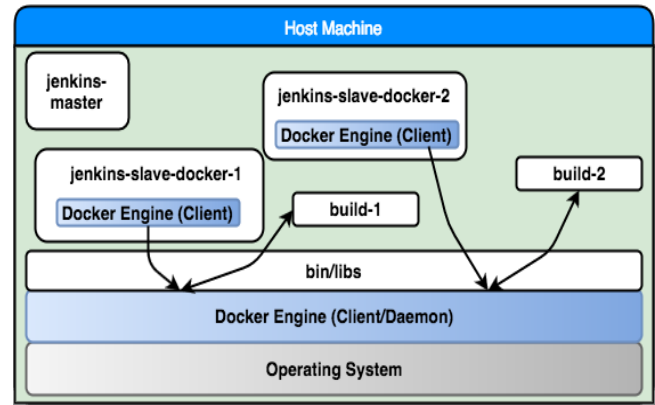 Host Machine
jenkins-
master
jenkins-slave-docker-2
Docker Engine (Client)
jenkins-slave-docker-1
Docker Engine (Client)
build-1
build-2
bin/libs
Docker Engine (Client/Daemon)
Operating System